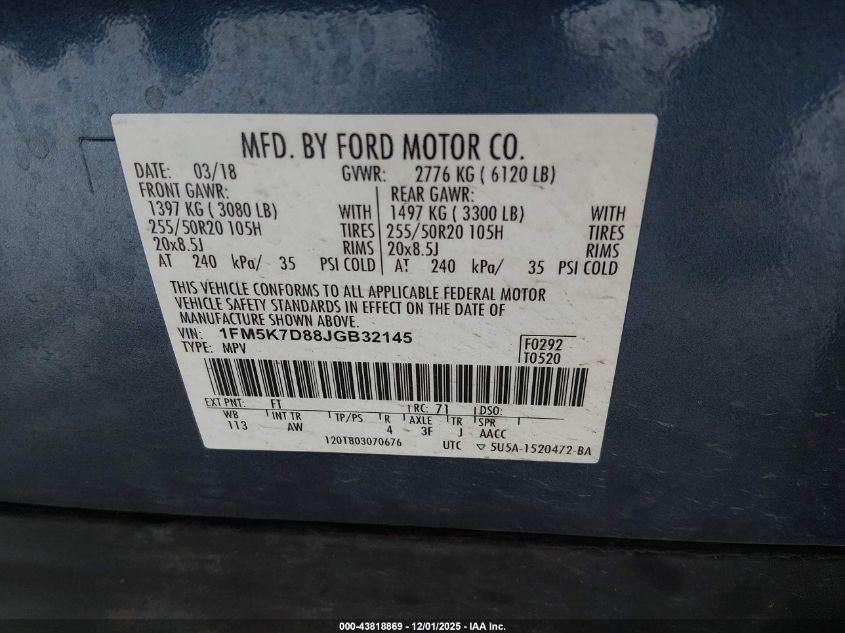 MFD. BY FORD MOTOR CO.
DATE: 03/18 GVWR: 2776 KG ( 6120 LB)
FRONT GAWR: REAR GAWR:
1397 KG ( 3080 LB) WITH 1497 KG ( 3300 LB) WITH
255/50R20 105H TIRES 255/50R20 105H TIRES
20x8.5J RIMS 20x8.5J RIMS
AT 240 kPa/ 35 PSI COLD AT 240 kPa/ 35 PSI COLD
THIS VEHICLE CONFORMS TO ALL APPLICABLE FEDERAL MOTOR
VEHICLE SAFETY STANDARDS IN EFFECT ON THE DATE OF
MANUFACTURE SHOWN ABOVE.
VIN: 1FM5K7D88JGB32145 F0292
TYPE: MPV T0520
EXT PNT: FT RC: 71 DSO:
WB INT TR TP/PS R AXLE TR SPR
113 AW 4 3F J AACC
120T803070676 UTC ▽ 5U5A-1520472-BA
000-43818869 - 12/01/2025 - IAA Inc.